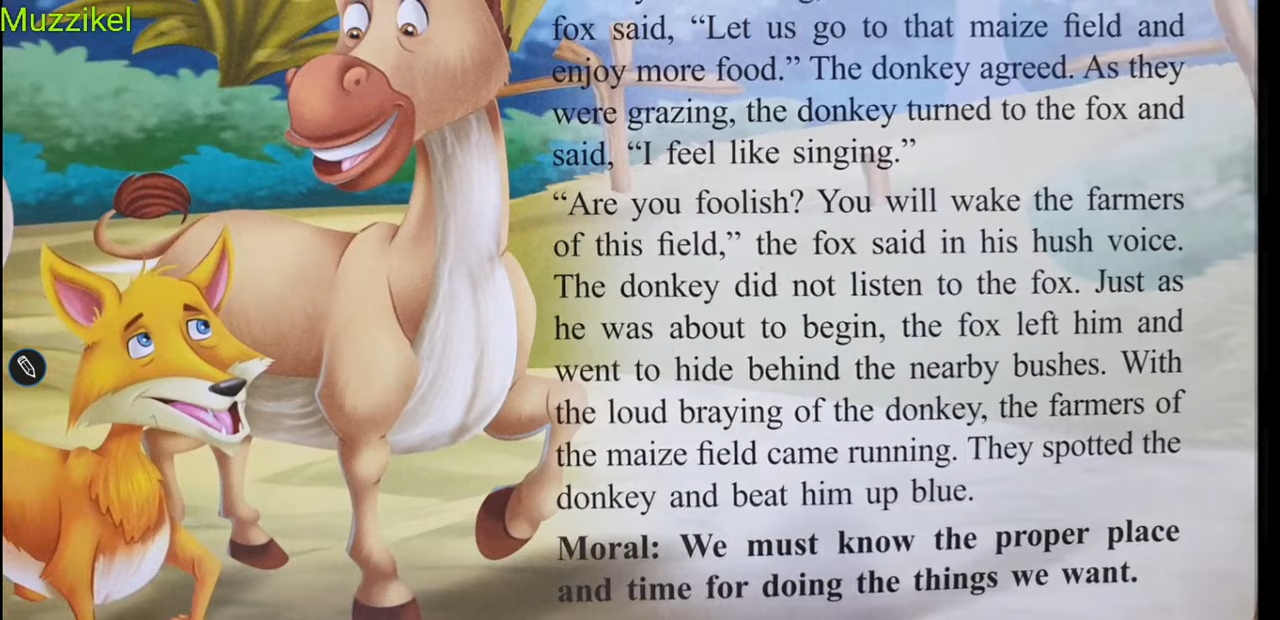 Muzzikel
fox said, “Let us go to that maize field and
enjoy more food.” The donkey agreed. As they
were grazing, the donkey turned to the fox and
said, “I feel like singing.”
“Are you foolish? You will wake the farmers
of this field,” the fox said in his hush voice.
The donkey did not listen to the fox. Just as
he was about to begin, the fox left him and
went to hide behind the nearby bushes. With
the loud braying of the donkey, the farmers of
the maize field came running. They spotted the
donkey and beat him up blue.
Moral: We must know the proper place
and time for doing the things we want.